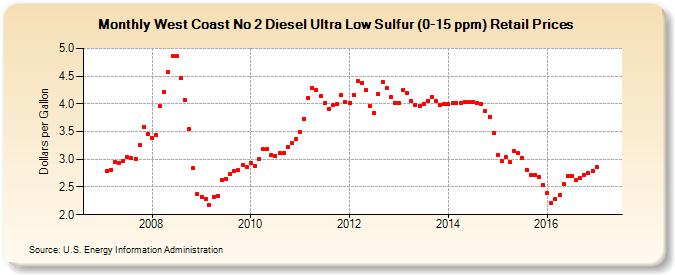 Monthly West Coast No 2 Diesel Ultra Low Sulfur (0-15 ppm) Retail Prices
Dollars per Gallon
5.0
4.5
4.0
3.5
3.0
2.5
2.0
2008 2010 2012 2014 2016
Source: U.S. Energy Information Administration